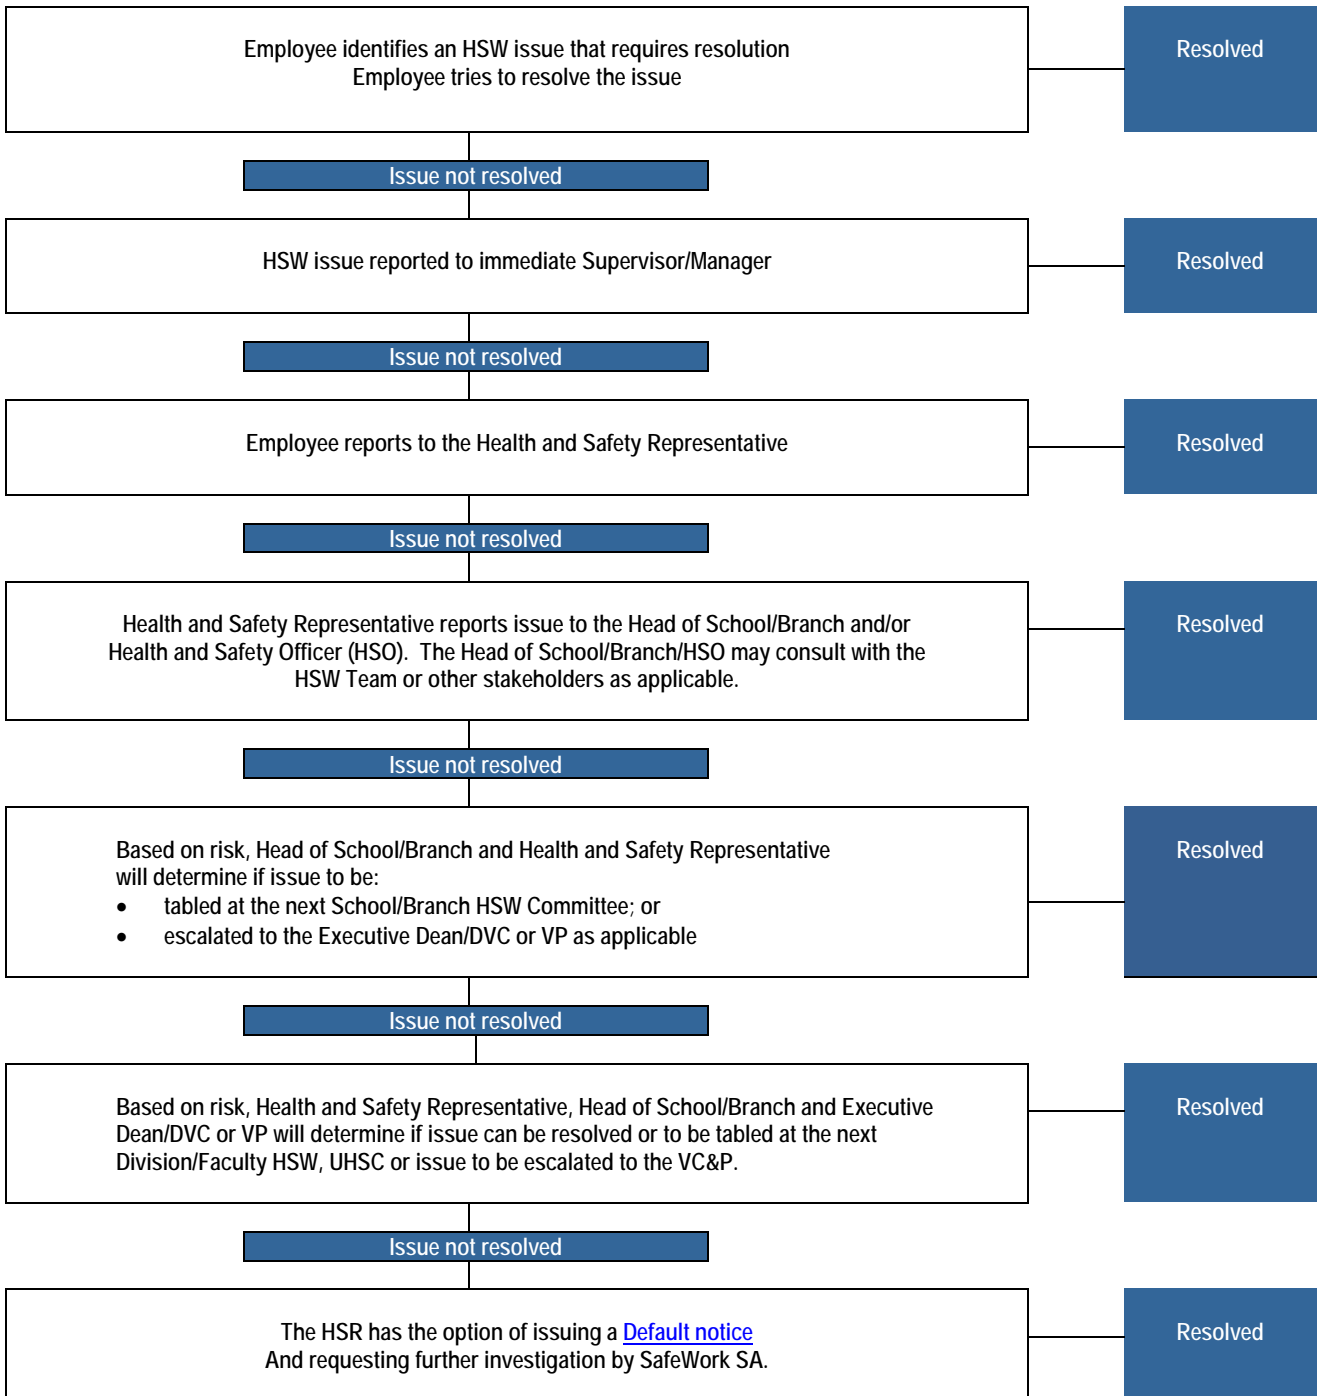 Employee identifies an HSW issue that requires resolution
Employee tries to resolve the issue
Resolved
Issue not resolved
HSW issue reported to immediate Supervisor/Manager
Resolved
Issue not resolved
Employee reports to the Health and Safety Representative
Resolved
Issue not resolved
Health and Safety Representative reports issue to the Head of School/Branch and/or
Health and Safety Officer (HSO).  The Head of School/Branch/HSO may consult with the
HSW Team or other stakeholders as applicable.
Resolved
Issue not resolved
Based on risk, Head of School/Branch and Health and Safety Representative
will determine if issue to be:
• tabled at the next School/Branch HSW Committee; or
• escalated to the Executive Dean/DVC or VP as applicable
Resolved
Issue not resolved
Based on risk, Health and Safety Representative, Head of School/Branch and Executive
Dean/DVC or VP will determine if issue can be resolved or to be tabled at the next
Division/Faculty HSW, UHSC or issue to be escalated to the VC&P.
Resolved
Issue not resolved
The HSR has the option of issuing a Default notice
And requesting further investigation by SafeWork SA.
Resolved